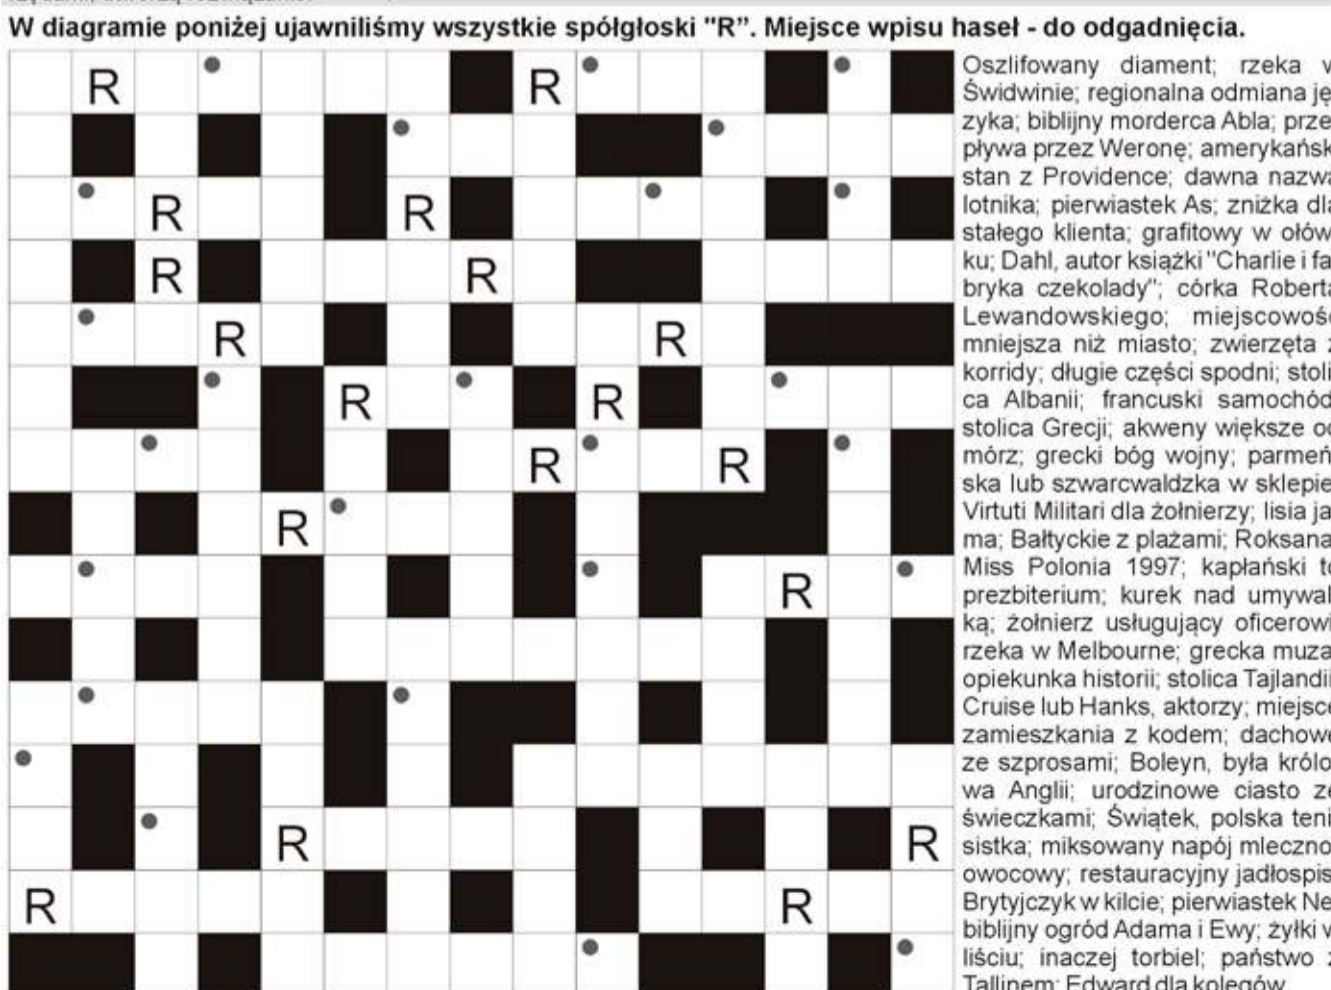 W diagramie poniżej ujawniliśmy wszystkie spółgłoski "R". Miejsce wpisu haseł - do odgadnięcia.
R R
R R
R R
R R
R R
R R
R
R
R R
R R
Oszlifowany diament; rzeka
Świdwinie; regionalna odmiana ję
zyka; biblijny morderca Abla; prze
pływa przez Weronę; amerykańsk
stan z Providence; dawna nazwa
lotnika; pierwiastek As; zniżka dla
stałego klienta; grafitowy w ołów
ku; Dahl, autor książki "Charlie i fa
bryka czekolady"; córka Roberta
Lewandowskiego; miejscowoś
mniejsza niż miasto; zwierzęta z
korridy; długie części spodni; stoli
ca Albanii; francuski samochód
stolica Grecji; akweny większe od
mórz; grecki bóg wojny; parmeń
ska lub szwarcwaldzka w sklepie
Virtuti Militari dla żołnierzy; lisia ja
ma; Bałtyckie z plażami; Roksana
Miss Polonia 1997; kapłański to
prezbiterium; kurek nad umywal
ką; żołnierz usługujący oficerowi
rzeka w Melbourne; grecka muza
opiekunka historii; stolica Tajlandii
Cruise lub Hanks, aktorzy; miejsce
zamieszkania z kodem; dachowe
ze szprosami; Boleyn, była królo
wa Anglii; urodzinowe ciasto ze
świeczkami; Świątek, polska teni
sistka; miksowany napój mleczno
owocowy; restauracyjny jadłospis
Brytyjczyk w kilcie; pierwiastek Ne
biblijny ogród Adama i Ewy; żyłki w
liściu; inaczej torbiel; państwo z
Tallinem; Edward dla kolegów